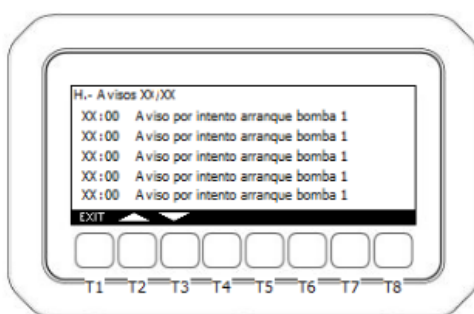 H.- Avisos XX/XX
XX:00 Aviso por intento arranque bomba 1
XX:00 Aviso por intento arranque bomba 1
XX:00 Aviso por intento arranque bomba 1
XX:00 Aviso por intento arranque bomba 1
XX:00 Aviso por intento arranque bomba 1
EXIT
T1 T2 T3 T4 T5 T6 T7 T8